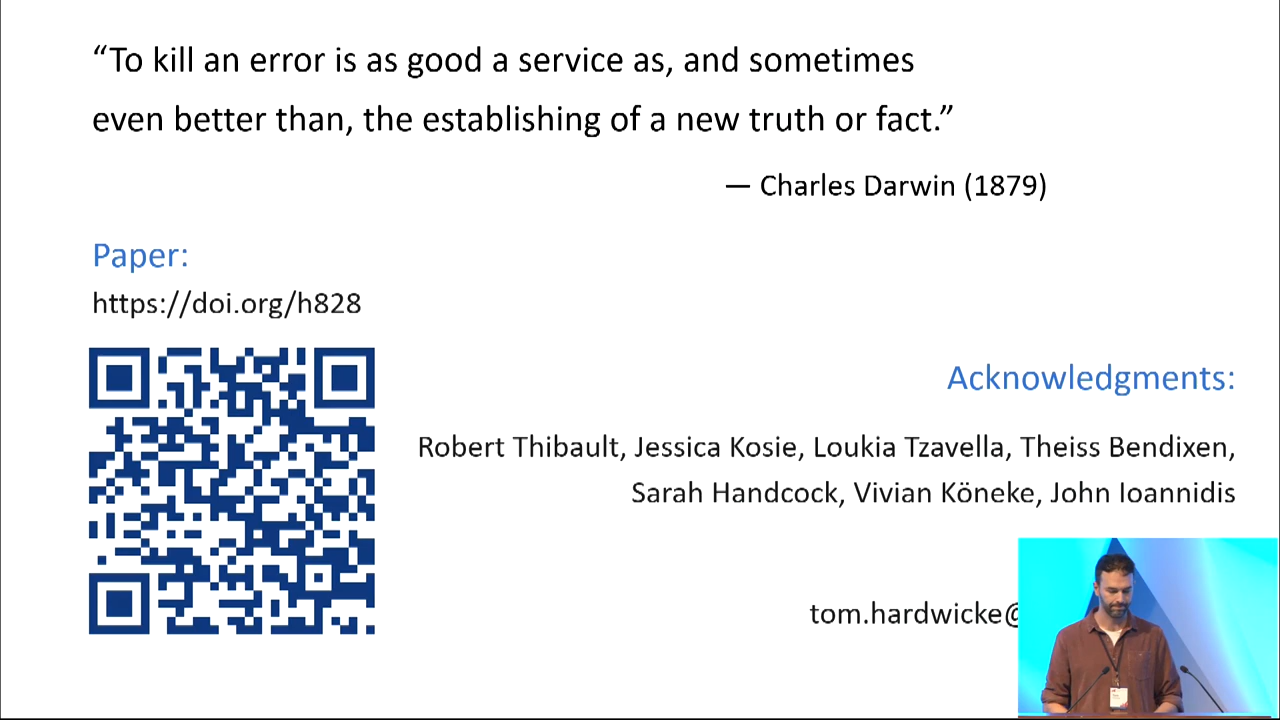 “To kill an error is as good a service as, and sometimes
even better than, the establishing of a new truth or fact.”
— Charles Darwin (1879)
Paper:
https://doi.org/h828
Acknowledgments:
Robert Thibault, Jessica Kosie, Loukia Tzavella, Theiss Bendixen,
Sarah Handcock, Vivian Köneke, John Ioannidis
tom.hardwicke@